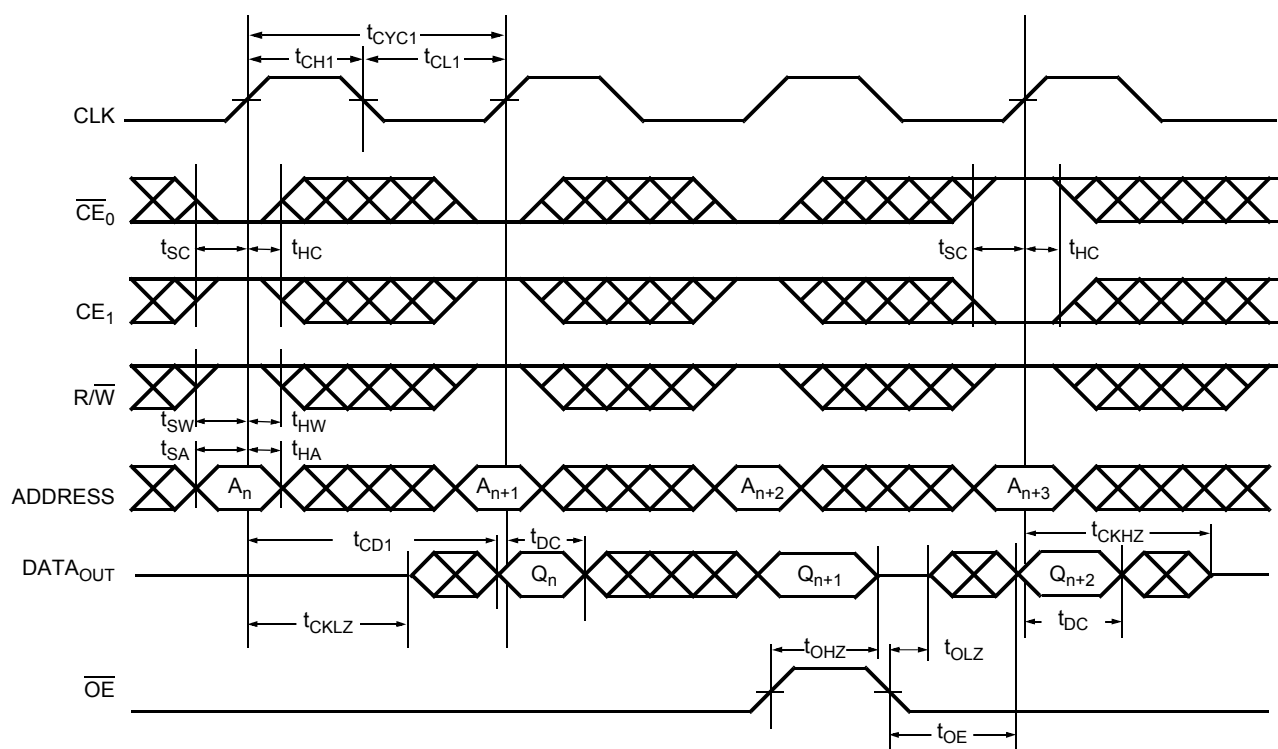 tCYC1
tCH1 tCL1
CLK
CE0
tSC tHC tSC tHC
CE1
R/W
tSW tHW
tSA tHA
ADDRESS An An+1 An+2 An+3
tCD1 tDC tCKHZ
DATAOUT Qn Qn+1 Qn+2
tCKLZ tDC
tOHZ tOLZ
OE
tOE